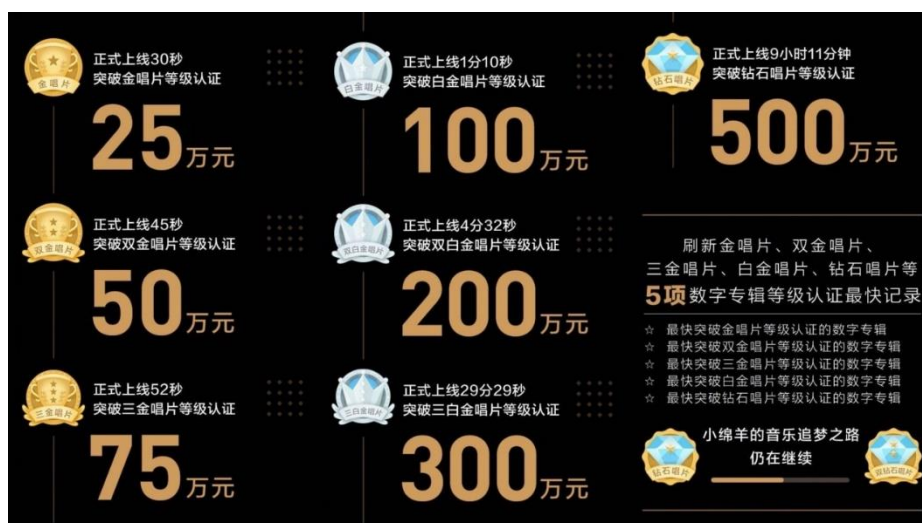 金唱片
正式上线30秒
突破金唱片等级认证
25万元
双金唱片
正式上线45秒
突破双金唱片等级认证
50万元
三金唱片
正式上线52秒
突破三金唱片等级认证
75万元
白金唱片
正式上线1分10秒
突破白金唱片等级认证
100万元
双白金唱片
正式上线4分32秒
突破双白金唱片等级认证
200万元
三白金唱片
正式上线29分29秒
突破三白金唱片等级认证
300万元
钻石唱片
正式上线9小时11分钟
突破钻石唱片等级认证
500万元
刷新金唱片、双金唱片、
三金唱片、白金唱片、钻石唱片等
5项数字专辑等级认证最快记录
☆ 最快突破金唱片等级认证的数字专辑
☆ 最快突破双金唱片等级认证的数字专辑
☆ 最快突破三金唱片等级认证的数字专辑
☆ 最快突破白金唱片等级认证的数字专辑
☆ 最快突破钻石唱片等级认证的数字专辑
小绵羊的音乐追梦之路
仍在继续
钻石唱片
双钻石唱片